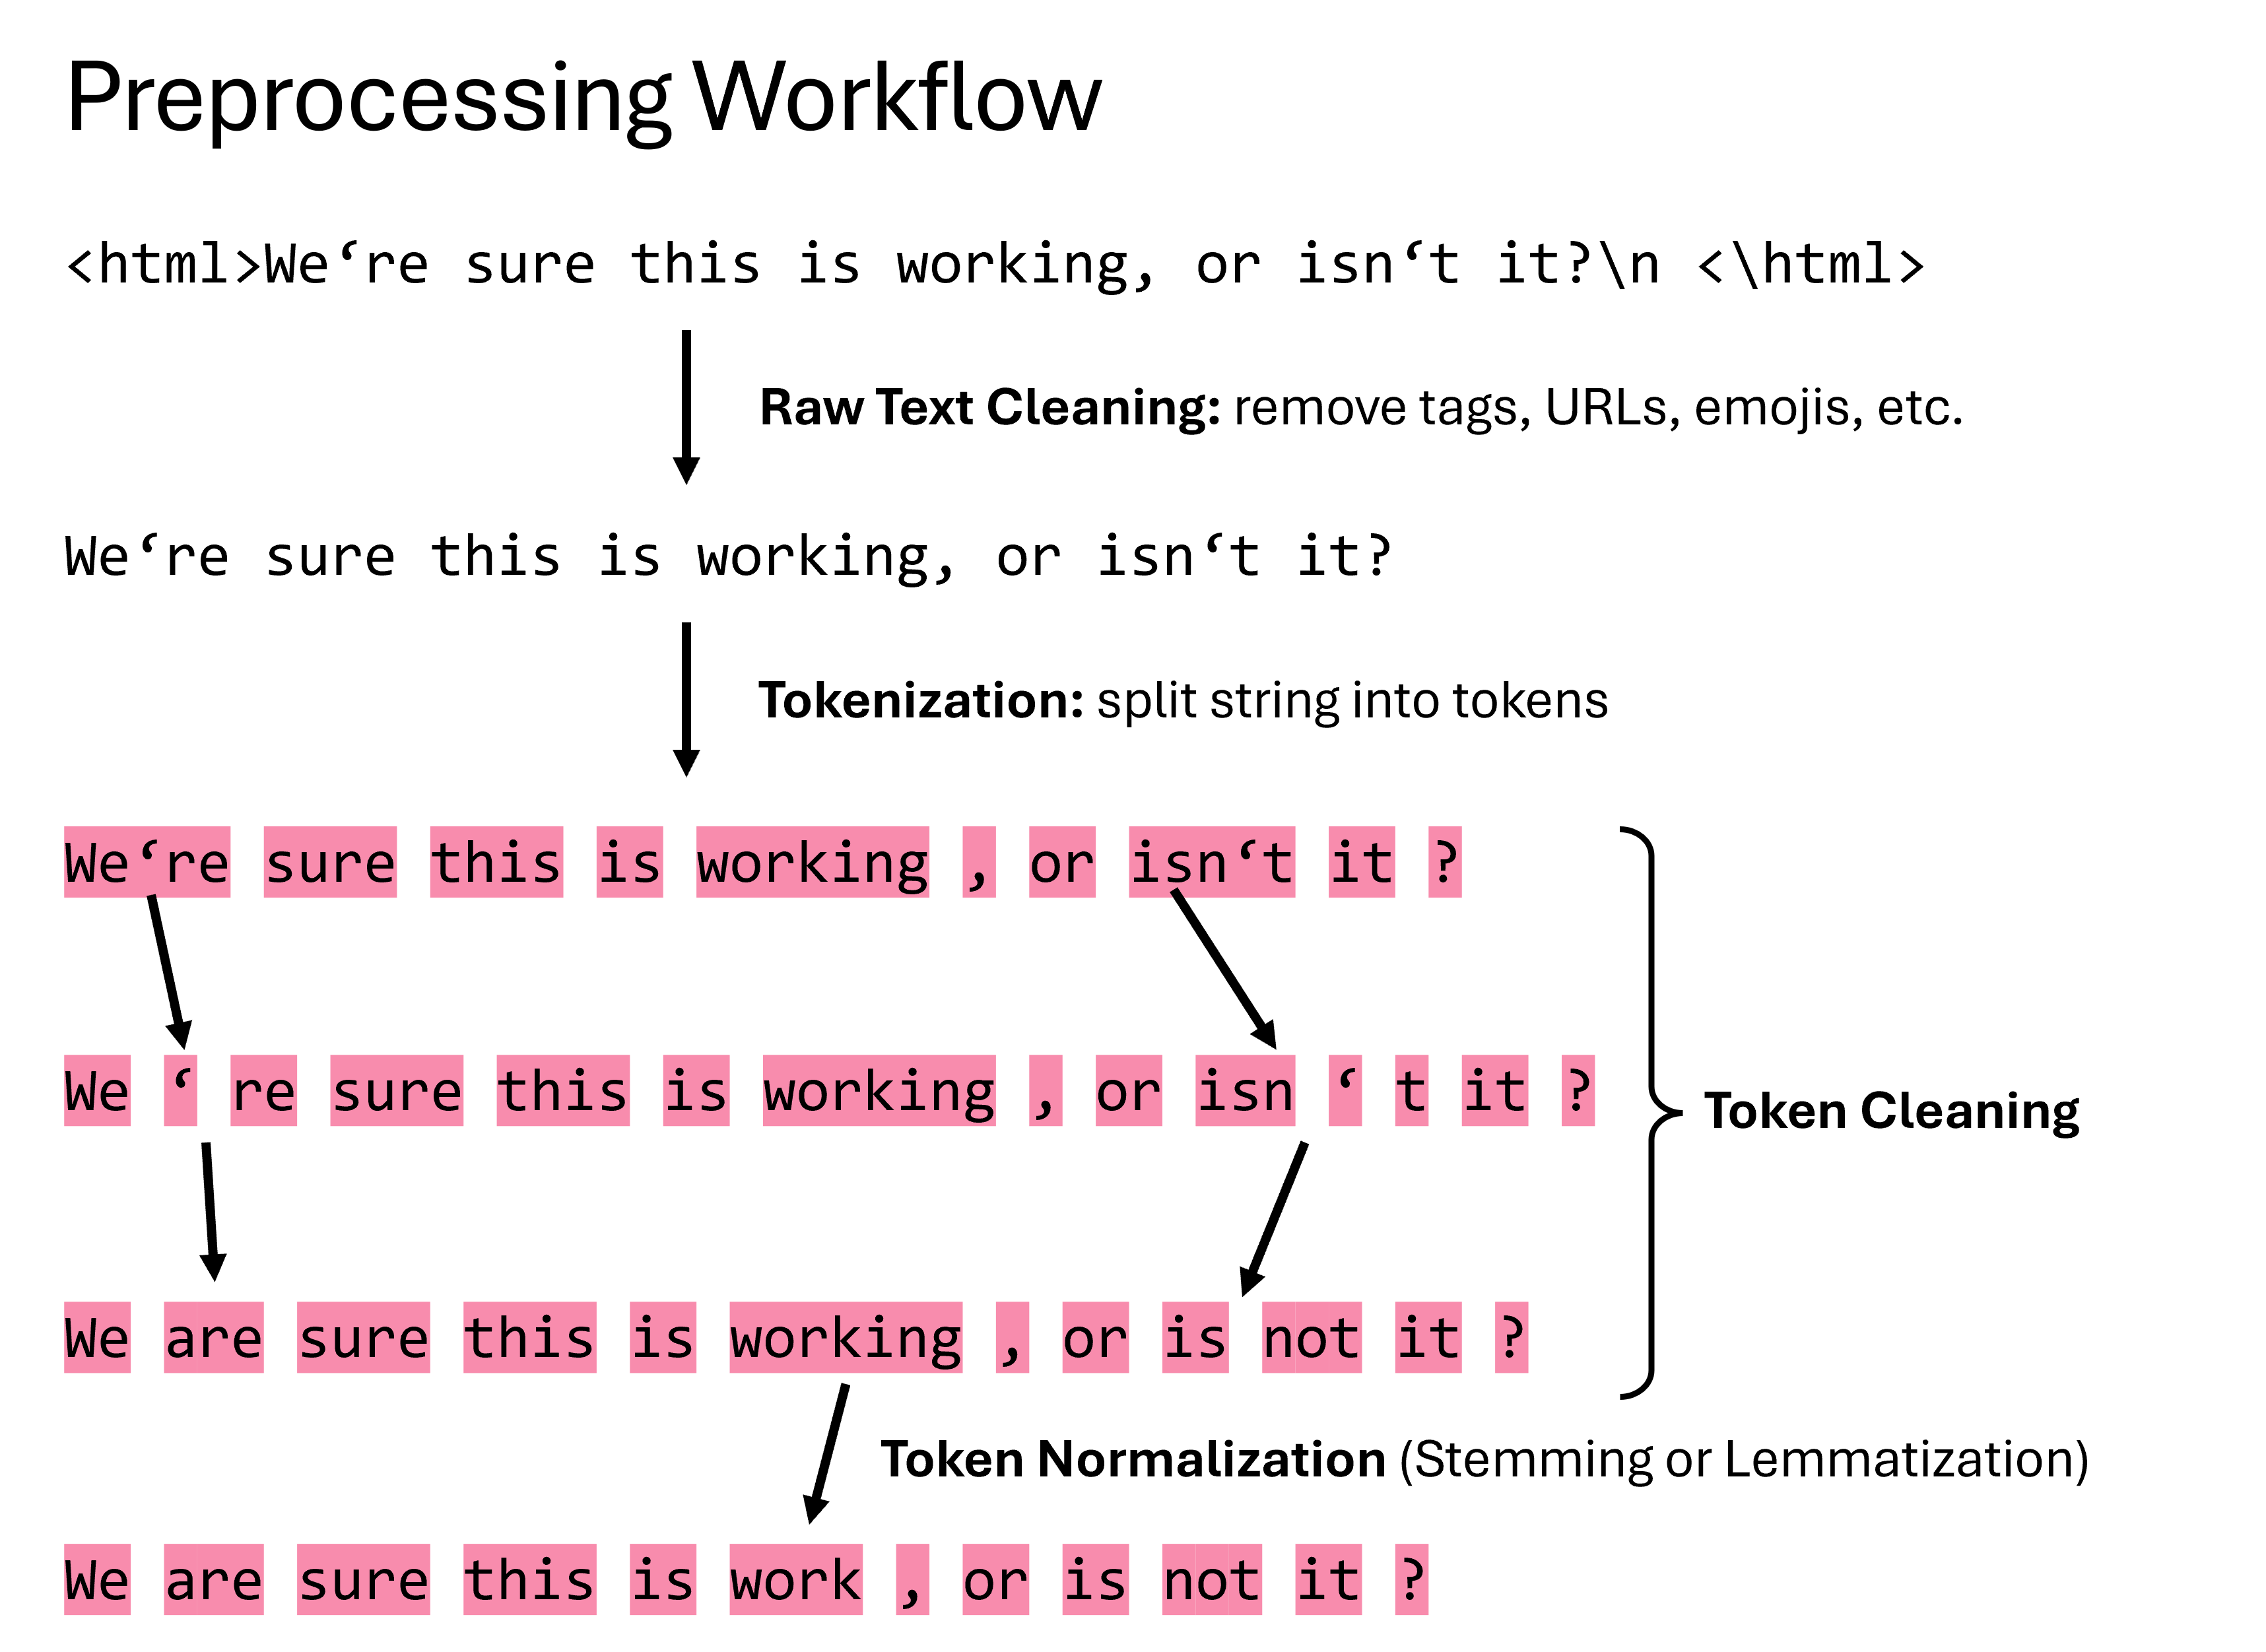 Preprocessing Workflow
<html>We‘re sure this is working, or isn‘t it?\n <\html>
Raw Text Cleaning: remove tags, URLs, emojis, etc.
We‘re sure this is working, or isn‘t it?
Tokenization: split string into tokens
We‘re sure this is working , or isn‘t it ?
We ‘ re sure this is working , or isn ‘ t it ?
Token Cleaning
We are sure this is working , or is not it ?
Token Normalization (Stemming or Lemmatization)
We are sure this is work , or is not it ?